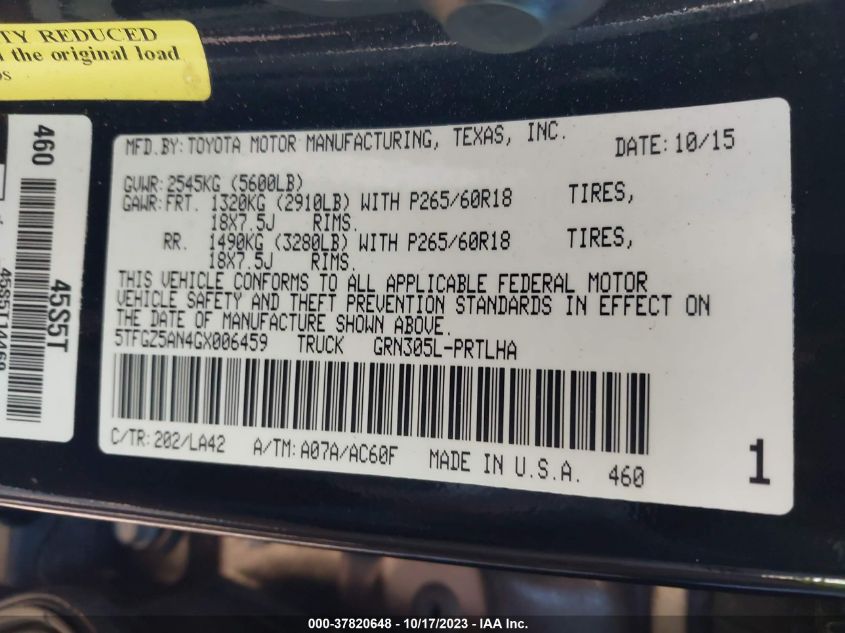 TY REDUCED
the original load
460
45S5T
MFD.BY:TOYOTA MOTOR MANUFACTURING, TEXAS, INC.
DATE:10/15
GVWR:2545KG (5600LB)
GAWR:FRT. 1320KG (2910LB) WITH P265/60R18 TIRES,
18X7.5J RIMS.
RR. 1490KG (3280LB) WITH P265/60R18 TIRES,
18X7.5J RIMS.
THIS VEHICLE CONFORMS TO ALL APPLICABLE FEDERAL MOTOR
VEHICLE SAFETY AND THEFT PREVENTION STANDARDS IN EFFECT ON
THE DATE OF MANUFACTURE SHOWN ABOVE.
5TFGZ5AN4GX006459 TRUCK GRN305L-PRTLHA
C/TR:202/LA42 A/TM:A07A/AC60F MADE IN U.S.A. 460
1
000-37820648 - 10/17/2023 - IAA Inc.